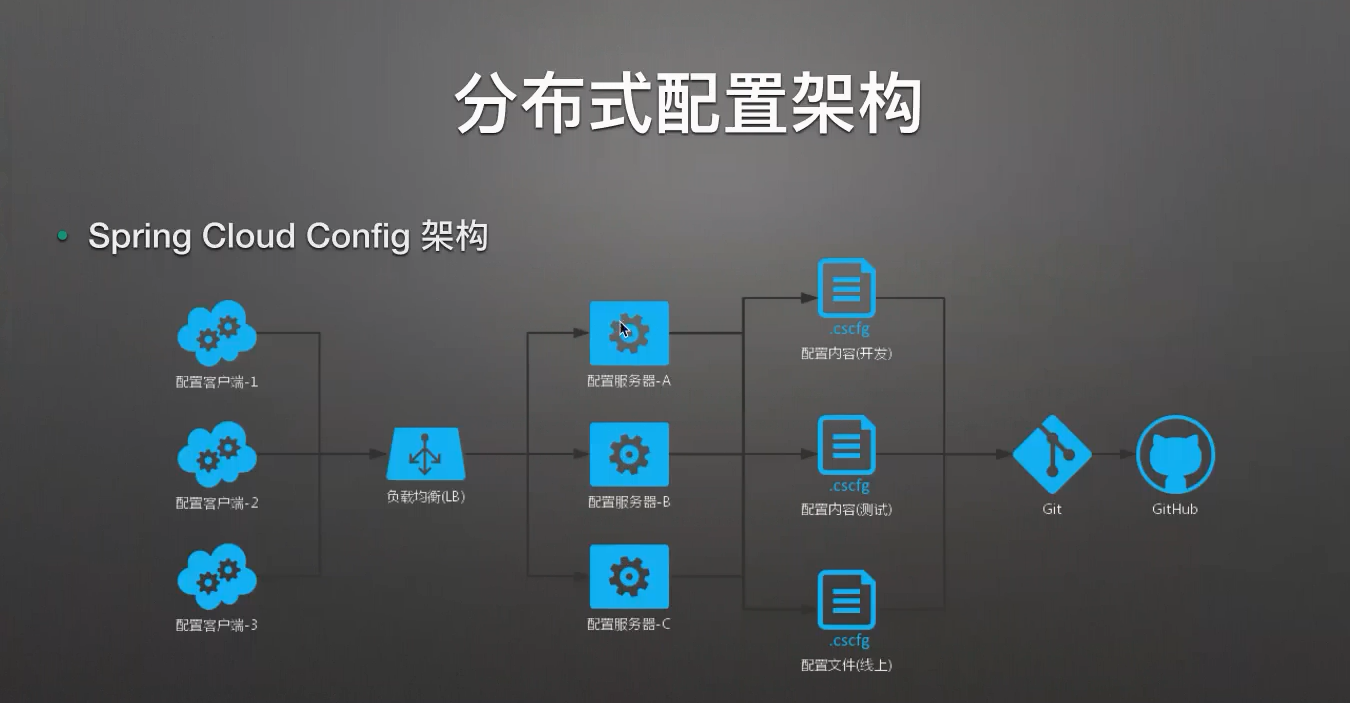 分布式配置架构
• Spring Cloud Config 架构
配置客户端-1
配置客户端-2
配置客户端-3
负载均衡(LB)
配置服务器-A
配置服务器-B
配置服务器-C
.cscfg
配置内容(开发)
.cscfg
配置内容(测试)
.cscfg
配置文件(线上)
Git
GitHub